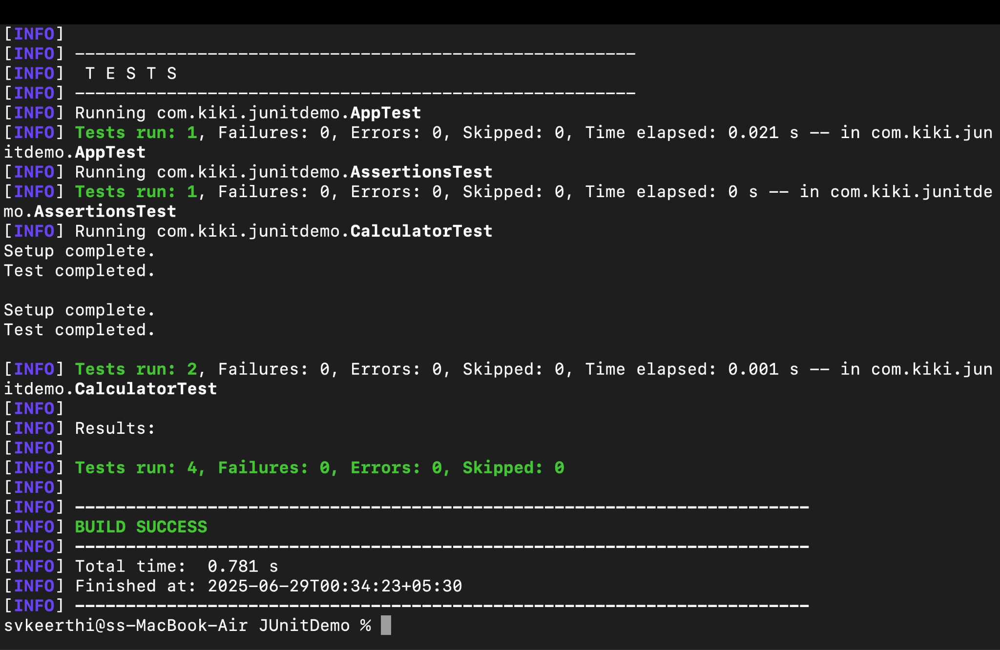 [INFO]
[INFO] -------------------------------------------------------
[INFO]  T E S T S
[INFO] -------------------------------------------------------
[INFO] Running com.kiki.junitdemo.AppTest
[INFO] Tests run: 1, Failures: 0, Errors: 0, Skipped: 0, Time elapsed: 0.021 s -- in com.kiki.jun
itdemo.AppTest
[INFO] Running com.kiki.junitdemo.AssertionsTest
[INFO] Tests run: 1, Failures: 0, Errors: 0, Skipped: 0, Time elapsed: 0 s -- in com.kiki.junitde
mo.AssertionsTest
[INFO] Running com.kiki.junitdemo.CalculatorTest
Setup complete.
Test completed.

Setup complete.
Test completed.

[INFO] Tests run: 2, Failures: 0, Errors: 0, Skipped: 0, Time elapsed: 0.001 s -- in com.kiki.jun
itdemo.CalculatorTest
[INFO]
[INFO] Results:
[INFO]
[INFO] Tests run: 4, Failures: 0, Errors: 0, Skipped: 0
[INFO]
[INFO] ------------------------------------------------------------------------
[INFO] BUILD SUCCESS
[INFO] ------------------------------------------------------------------------
[INFO] Total time:  0.781 s
[INFO] Finished at: 2025-06-29T00:34:23+05:30
[INFO] ------------------------------------------------------------------------
svkeerthi@ss-MacBook-Air JUnitDemo %